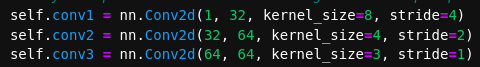 self.conv1 = nn.Conv2d(1, 32, kernel_size=8, stride=4)
self.conv2 = nn.Conv2d(32, 64, kernel_size=4, stride=2)
self.conv3 = nn.Conv2d(64, 64, kernel_size=3, stride=1)